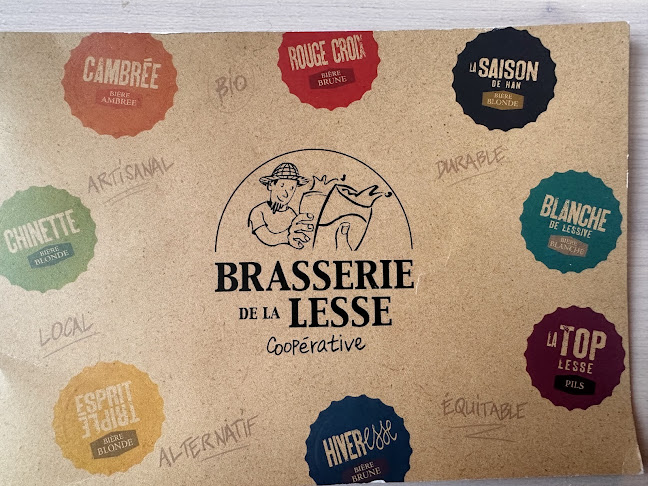 CAMBRÉE
BIÈRE
AMBRÉE
BIO
ROUGE CROIX
BIÈRE
BRUNE
LA SAISON
DE HAN
BIÈRE
BLONDE
ARTISANAL
DURABLE
CHINETTE
BIÈRE
BLONDE
BLANCHE
DE LESSIVE
BIÈRE
BLANCHE
BRASSERIE
DE LA LESSE
Coopérative
LOCAL
LA TOP
LESSE
PILS
ESPRIT
TRIPLE
BIÈRE
BLONDE
ALTERNATIF
HIVEResse
BIÈRE
BRUNE
ÉQUITABLE